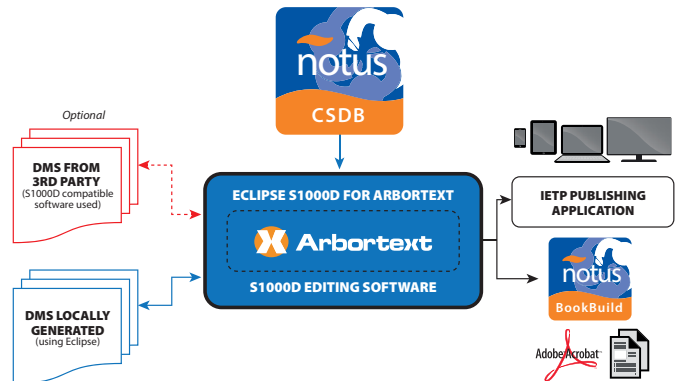 notus
CSDB
Optional
DMS FROM
3RD PARTY
(S1000D compatible
software used)
ECLIPSE S1000D FOR ARBORTEXT
Arbortext
S1000D EDITING SOFTWARE
IETP PUBLISHING
APPLICATION
DMS LOCALLY
GENERATED
(using Eclipse)
notus
BookBuild
Adobe Acrobat